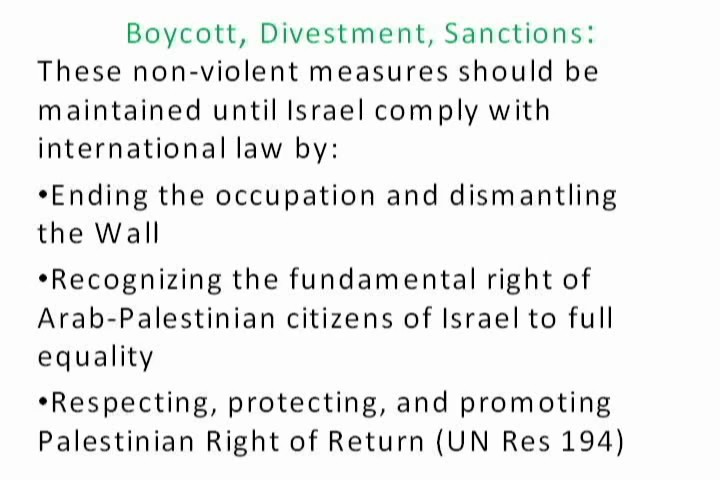 Boycott, Divestment, Sanctions:
These non-violent measures should be
maintained until Israel comply with
international law by:
•Ending the occupation and dismantling
the Wall
•Recognizing the fundamental right of
Arab-Palestinian citizens of Israel to full
equality
•Respecting, protecting, and promoting
Palestinian Right of Return (UN Res 194)